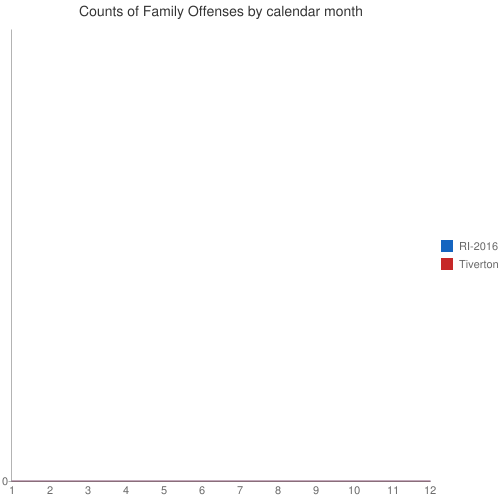 Counts of Family Offenses by calendar month
RI-2016
Tiverton
0
1 2 3 4 5 6 7 8 9 10 11 12